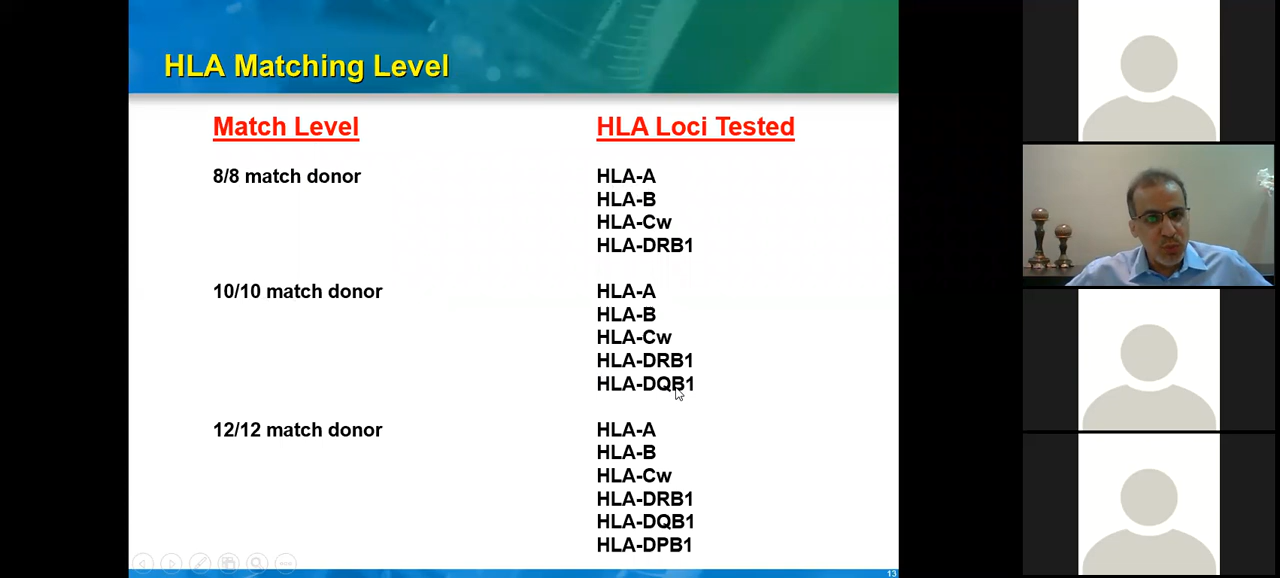 HLA Matching Level
Match Level
HLA Loci Tested
8/8 match donor
HLA-A
HLA-B
HLA-Cw
HLA-DRB1
10/10 match donor
HLA-A
HLA-B
HLA-Cw
HLA-DRB1
HLA-DQB1
12/12 match donor
HLA-A
HLA-B
HLA-Cw
HLA-DRB1
HLA-DQB1
HLA-DPB1
13